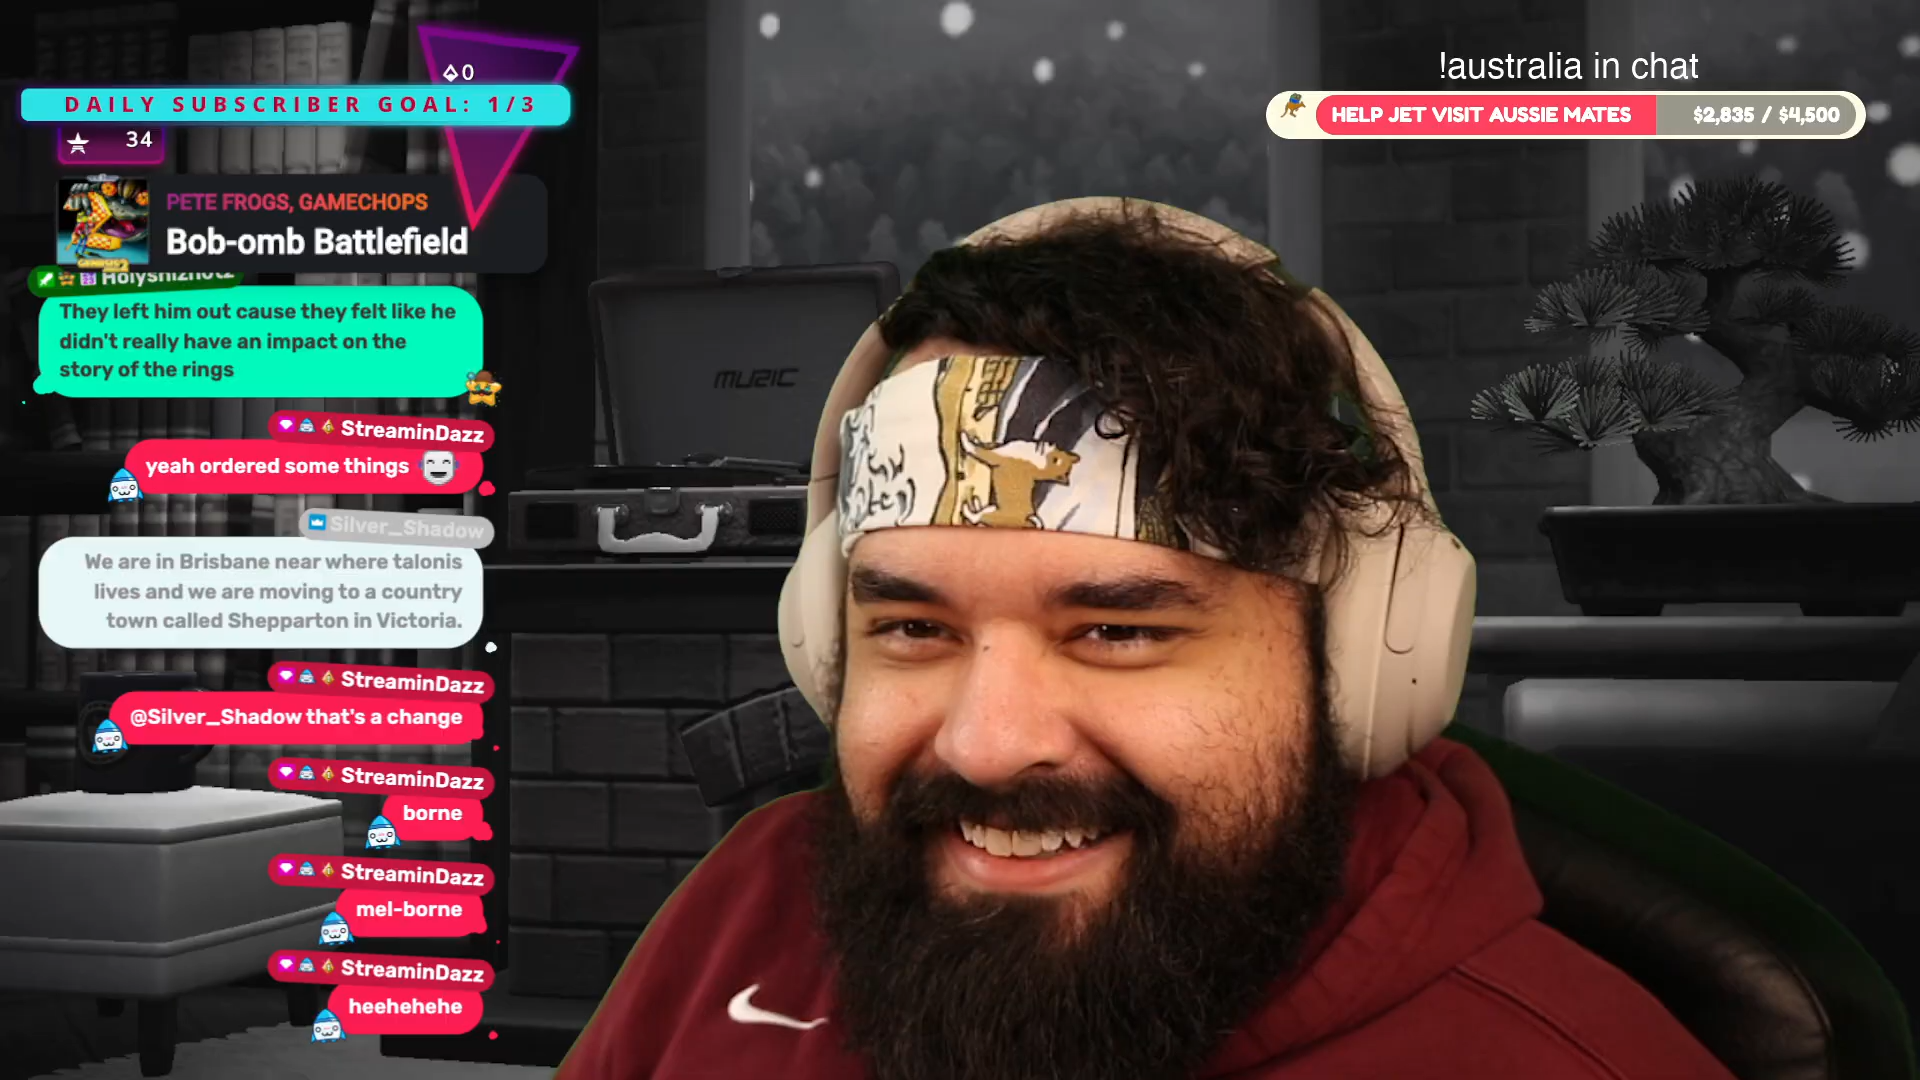 0
DAILY SUBSCRIBER GOAL: 1/3
34
PETE FROGS, GAMECHOPS
Bob-omb Battlefield
They left him out cause they felt like he
didn't really have an impact on the
story of the rings
StreaminDazz
yeah ordered some things
Silver_Shadow
We are in Brisbane near where talonis
lives and we are moving to a country
town called Shepparton in Victoria.
StreaminDazz
@Silver_Shadow that's a change
StreaminDazz
borne
StreaminDazz
mel-borne
StreaminDazz
heehehehe
!australia in chat
HELP JET VISIT AUSSIE MATES $2,835 / $4,500
MUZIC